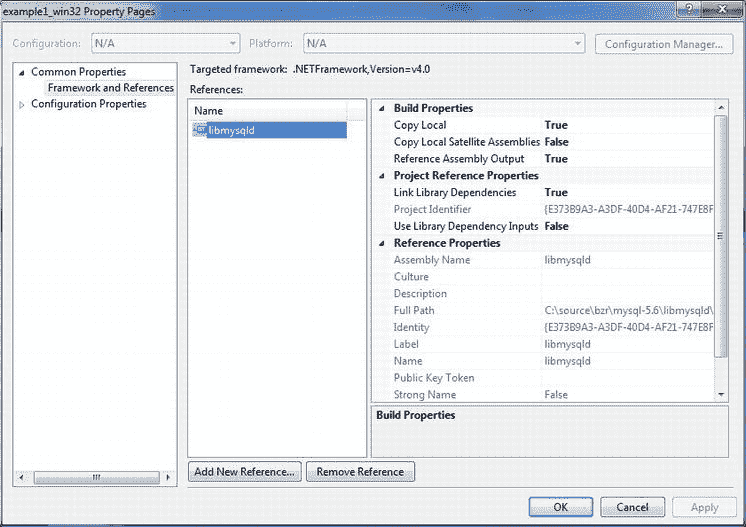 example1_win32 Property Pages
Configuration: N/A Platform: N/A Configuration Manager...
Common Properties
Framework and References
Configuration Properties
Targeted framework: .NETFramework,Version=v4.0
References:
Name
libmysqld
Build Properties
Copy Local True
Copy Local Satellite Assemblies False
Reference Assembly Output True
Project Reference Properties
Link Library Dependencies True
Project Identifier {E373B9A3-A3DF-40D4-AF21-747E8F
Use Library Dependency Inputs False
Reference Properties
Assembly Name libmysqld
Culture
Description
Full Path C:\source\bzr\mysql-5.6\libmysqld\
Identity {E373B9A3-A3DF-40D4-AF21-747E8F
Label libmysqld
Name libmysqld
Public Key Token
Strong Name False
Build Properties
Add New Reference... Remove Reference
OK Cancel Apply